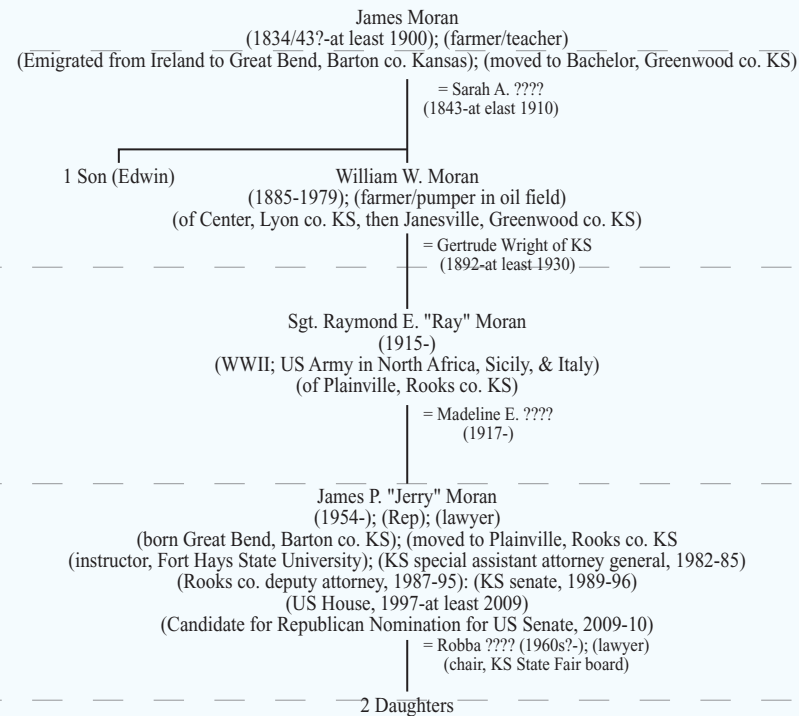 James Moran
(1834/43?-at least 1900); (farmer/teacher)
(Emigrated from Ireland to Great Bend, Barton co. Kansas); (moved to Bachelor, Greenwood co. KS)
= Sarah A. ????
(1843-at elast 1910)
1 Son (Edwin)
William W. Moran
(1885-1979); (farmer/pumper in oil field)
(of Center, Lyon co. KS, then Janesville, Greenwood co. KS)
= Gertrude Wright of KS
(1892-at least 1930)
Sgt. Raymond E. "Ray" Moran
(1915-)
(WWII; US Army in North Africa, Sicily, & Italy)
(of Plainville, Rooks co. KS)
= Madeline E. ????
(1917-)
James P. "Jerry" Moran
(1954-); (Rep); (lawyer)
(born Great Bend, Barton co. KS); (moved to Plainville, Rooks co. KS
(instructor, Fort Hays State University); (KS special assistant attorney general, 1982-85)
(Rooks co. deputy attorney, 1987-95): (KS senate, 1989-96)
(US House, 1997-at least 2009)
(Candidate for Republican Nomination for US Senate, 2009-10)
= Robba ???? (1960s?-); (lawyer)
(chair, KS State Fair board)
2 Daughters